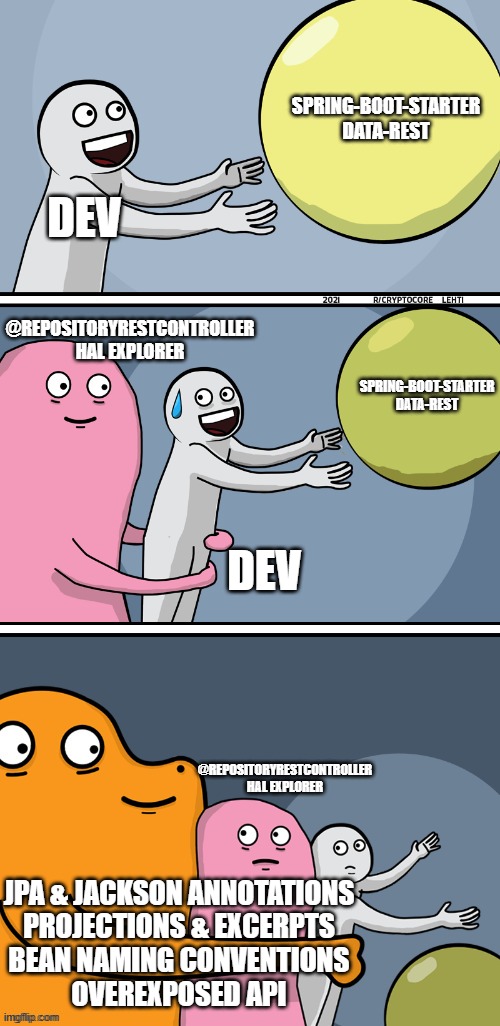 SPRING-BOOT-STARTER
DATA-REST
DEV
2021 R/CRYPTOCORE LEHTI
@REPOSITORYRESTCONTROLLER
HAL EXPLORER
SPRING-BOOT-STARTER
DATA-REST
DEV
@REPOSITORYRESTCONTROLLER
HAL EXPLORER
JPA & JACKSON ANNOTATIONS
PROJECTIONS & EXCERPTS
BEAN NAMING CONVENTIONS
OVEREXPOSED API
imgflip.com